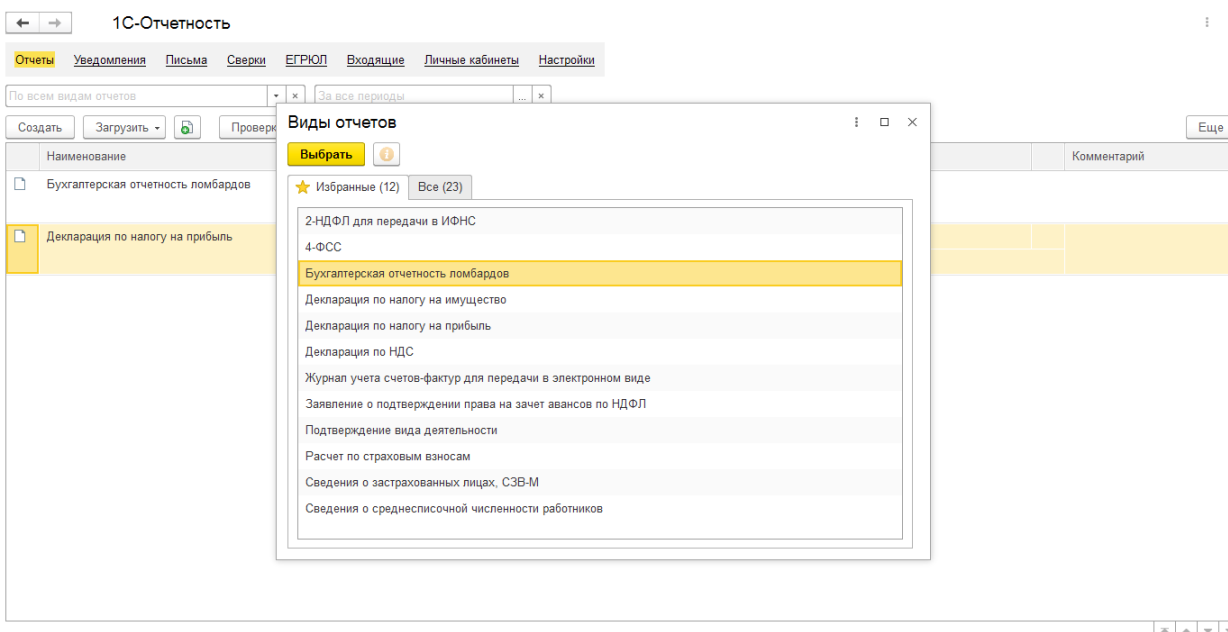 1С-Отчетность
Отчеты Уведомления Письма Сверки ЕГРЮЛ Входящие Личные кабинеты Настройки
По всем видам отчетов За все периоды ...
Создать Загрузить Проверк Еще
Наименование Комментарий
Бухгалтерская отчетность ломбардов
Декларация по налогу на прибыль
Виды отчетов
Выбрать
Избранные (12) Все (23)
2-НДФЛ для передачи в ИФНС
4-ФСС
Бухгалтерская отчетность ломбардов
Декларация по налогу на имущество
Декларация по налогу на прибыль
Декларация по НДС
Журнал учета счетов-фактур для передачи в электронном виде
Заявление о подтверждении права на зачет авансов по НДФЛ
Подтверждение вида деятельности
Расчет по страховым взносам
Сведения о застрахованных лицах, СЗВ-М
Сведения о среднесписочной численности работников